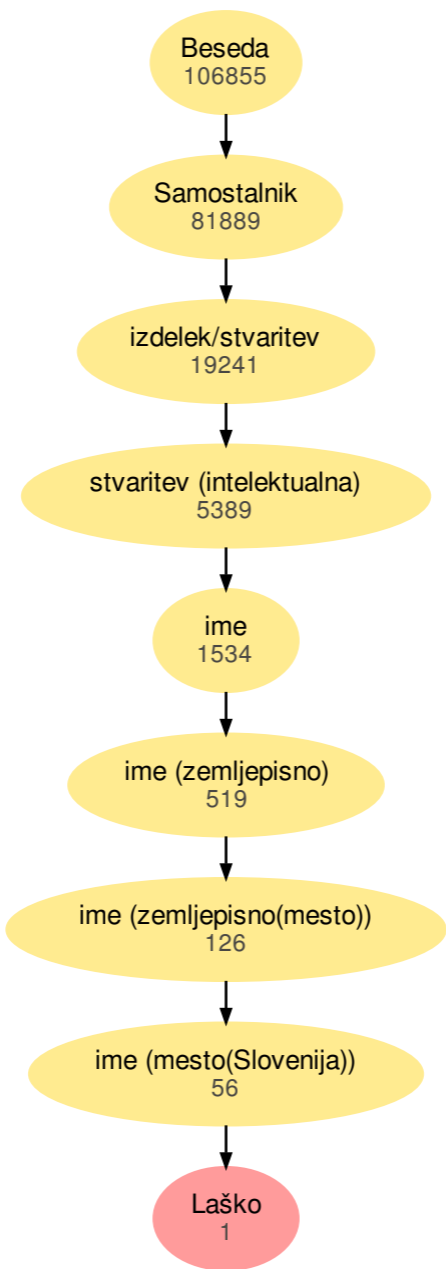 Beseda
106855
Samostalnik
81889
izdelek/stvaritev
19241
stvaritev (intelektualna)
5389
ime
1534
ime (zemljepisno)
519
ime (zemljepisno(mesto))
126
ime (mesto(Slovenija))
56
Laško
1